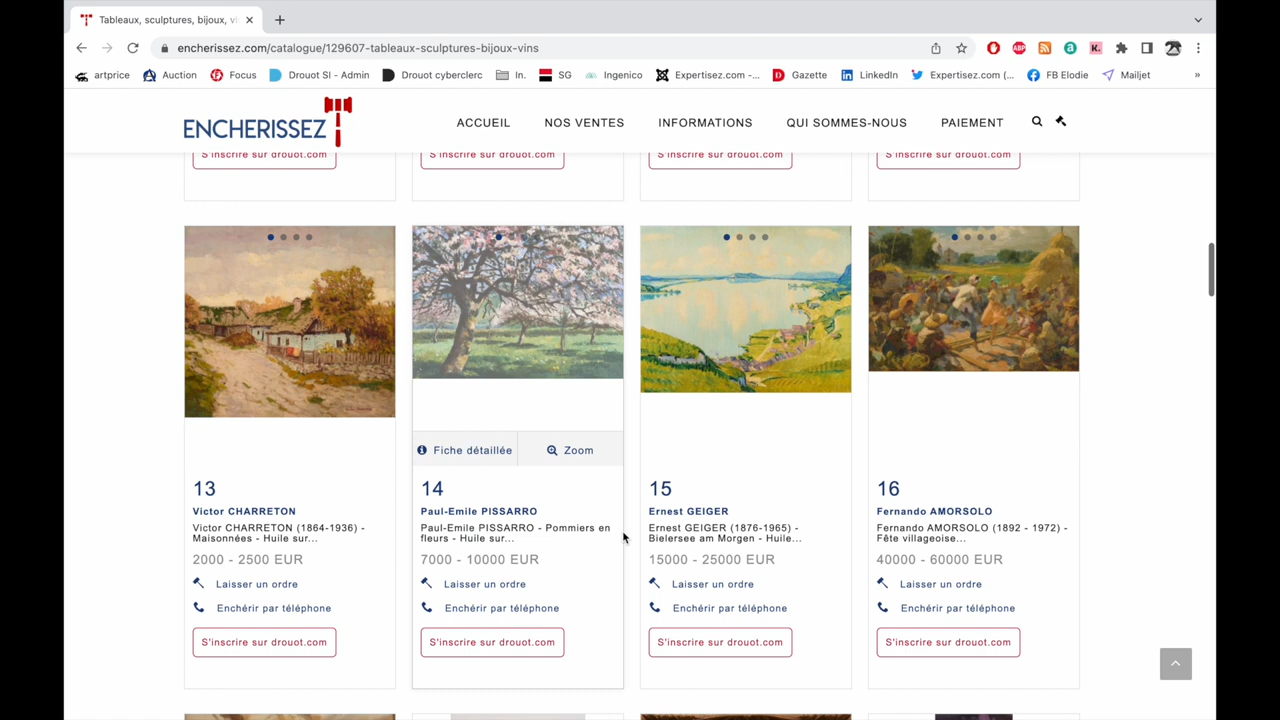 Tableaux, sculptures, bijoux, vi
encherissez.com/catalogue/129607-tableaux-sculptures-bijoux-vins
artprice
Auction
Focus
Drouot SI - Admin
Drouot cyberclerc
In.
SG
Ingenico
Expertisez.com -...
Gazette
LinkedIn
Expertisez.com (...
FB Elodie
Mailjet
»
ENCHERISSEZ
ACCUEIL
NOS VENTES
INFORMATIONS
QUI SOMMES-NOUS
PAIEMENT
S'inscrire sur drouot.com
S'inscrire sur drouot.com
S'inscrire sur drouot.com
S'inscrire sur drouot.com
13
Victor CHARRETON
Victor CHARRETON (1864-1936) -
Maisonnées - Huile sur...
2000 - 2500 EUR
Laisser un ordre
Enchérir par téléphone
S'inscrire sur drouot.com
Fiche détaillée
Zoom
14
Paul-Emile PISSARRO
Paul-Emile PISSARRO - Pommiers en
fleurs - Huile sur...
7000 - 10000 EUR
Laisser un ordre
Enchérir par téléphone
S'inscrire sur drouot.com
15
Ernest GEIGER
Ernest GEIGER (1876-1965) -
Bielersee am Morgen - Huile...
15000 - 25000 EUR
Laisser un ordre
Enchérir par téléphone
S'inscrire sur drouot.com
16
Fernando AMORSOLO
Fernando AMORSOLO (1892 - 1972) -
Fête villageoise...
40000 - 60000 EUR
Laisser un ordre
Enchérir par téléphone
S'inscrire sur drouot.com